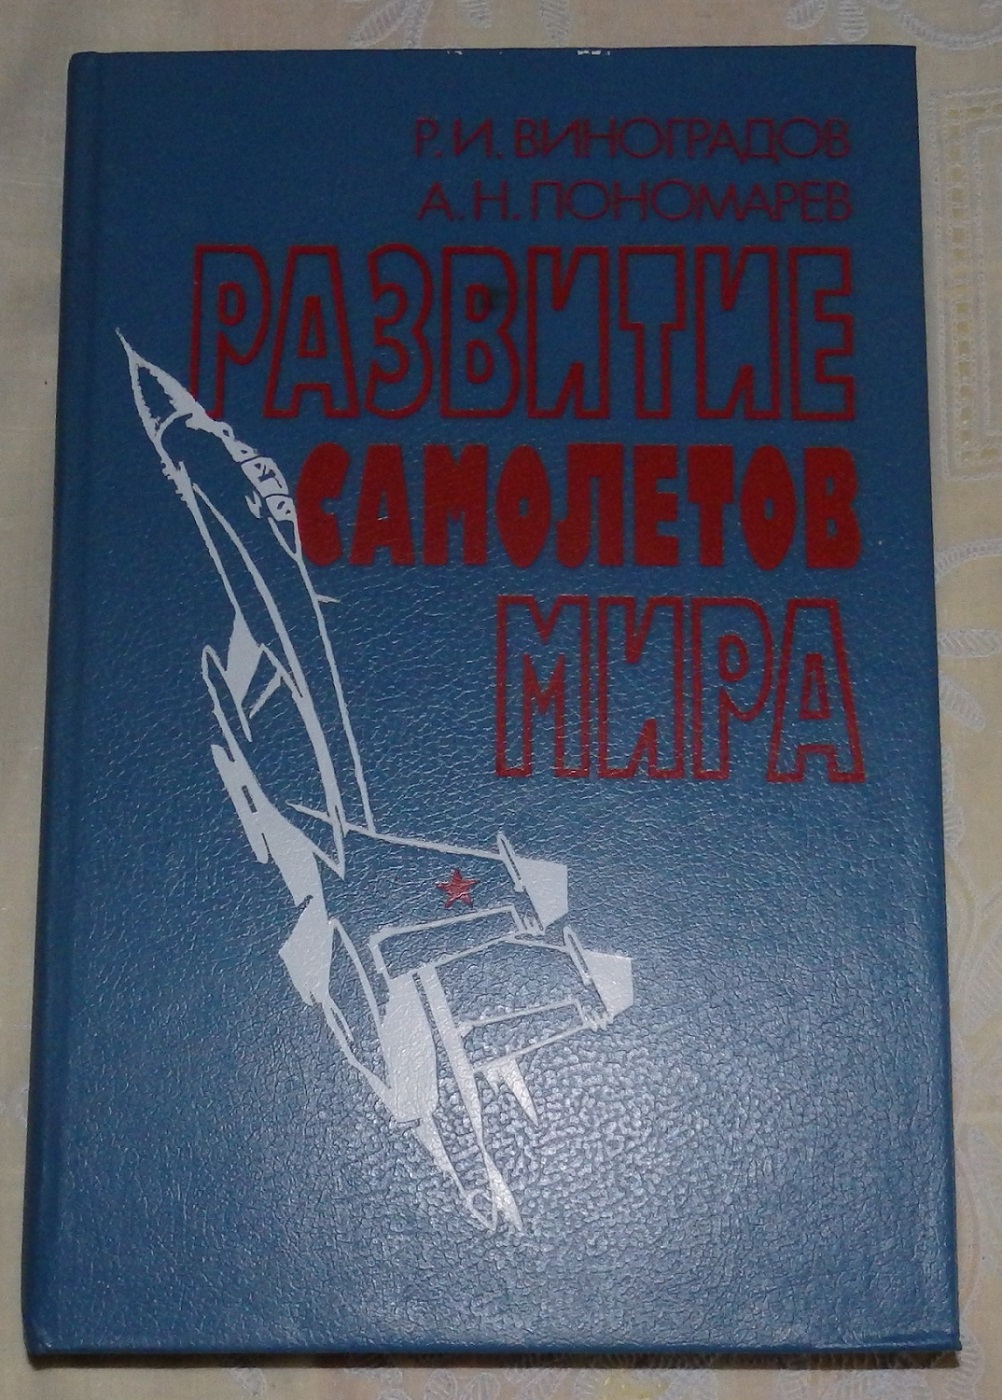 Р.И. ВИНОГРАДОВ
А.Н. ПОНОМАРЕВ
РАЗВИТИЕ
САМОЛЕТОВ
МИРА